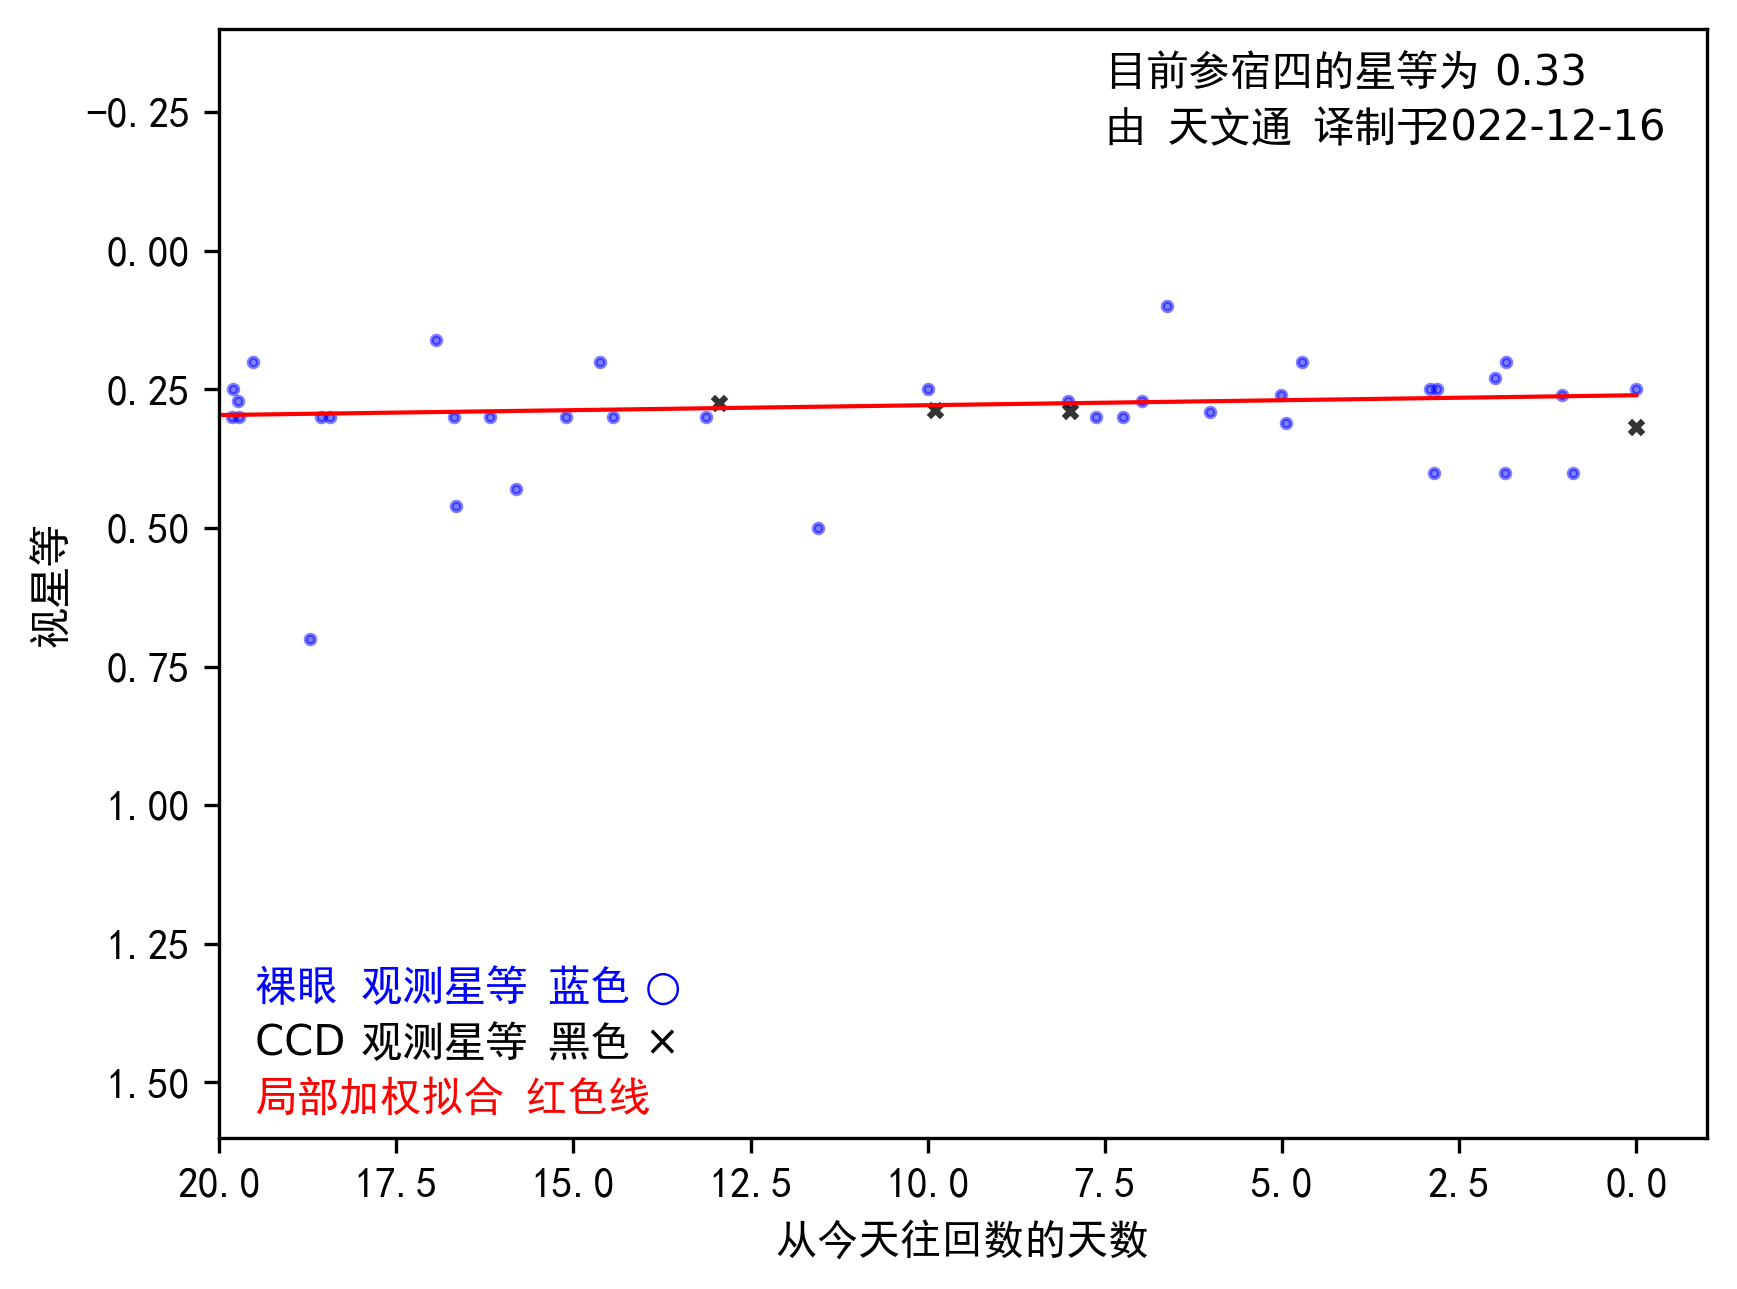 目前参宿四的星等为 0.33
由 天文通 译制于2022-12-16
−0.25
0.00
0.25
0.50
0.75
1.00
1.25
1.50
视星等
裸眼 观测星等 蓝色 ○
CCD 观测星等 黑色 ×
局部加权拟合 红色线
20.0 17.5 15.0 12.5 10.0 7.5 5.0 2.5 0.0
从今天往回数的天数